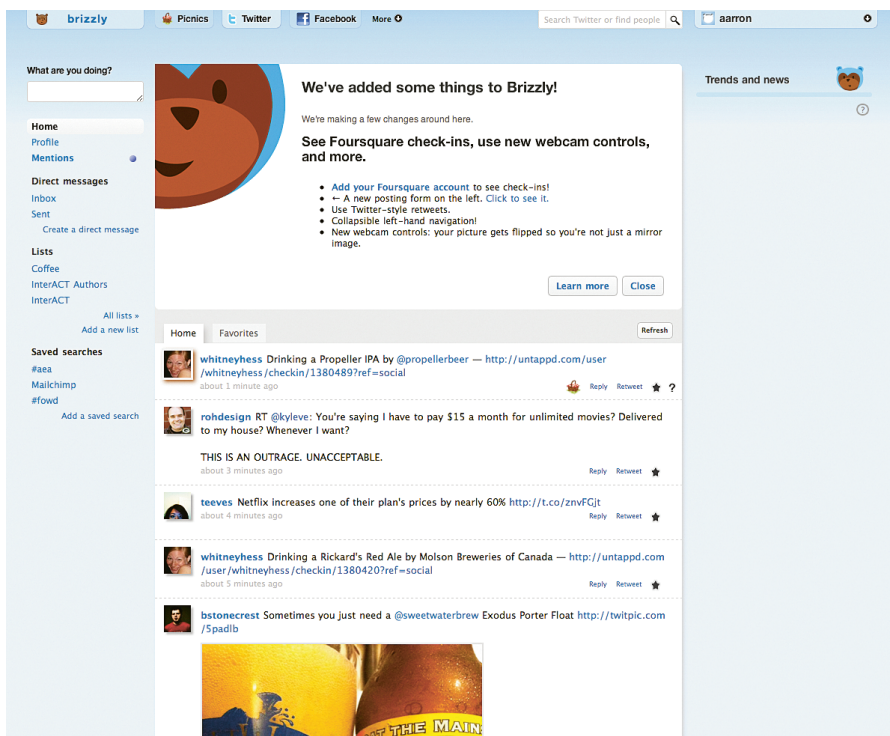 brizzly
Picnics
Twitter
Facebook
More
Search Twitter or find people
aarron
What are you doing?
Home
Profile
Mentions
Direct messages
Inbox
Sent
Create a direct message
Lists
Coffee
InterACT Authors
InterACT
All lists »
Add a new list
Saved searches
#aea
Mailchimp
#fowd
Add a saved search
We've added some things to Brizzly!
We're making a few changes around here.
See Foursquare check-ins, use new webcam controls,
and more.
• Add your Foursquare account to see check-ins!
• ← A new posting form on the left. Click to see it.
• Use Twitter-style retweets.
• Collapsible left-hand navigation!
• New webcam controls: your picture gets flipped so you're not just a mirror
image.
Learn more Close
Home Favorites Refresh
whitneyhess Drinking a Propeller IPA by @propellerbeer — http://untappd.com/user
/whitneyhess/checkin/1380489?ref=social
about 1 minute ago Reply Retweet ★ ?
rohdesign RT @kyleve: You're saying I have to pay $15 a month for unlimited movies? Delivered
to my house? Whenever I want?
THIS IS AN OUTRAGE. UNACCEPTABLE.
about 3 minutes ago Reply Retweet ★
teeves Netflix increases one of their plan's prices by nearly 60% http://t.co/znvFGJt
about 4 minutes ago Reply Retweet ★
whitneyhess Drinking a Rickard's Red Ale by Molson Breweries of Canada — http://untappd.com
/user/whitneyhess/checkin/1380420?ref=social
about 5 minutes ago Reply Retweet ★
bstonecrest Sometimes you just need a @sweetwaterbrew Exodus Porter Float http://twitpic.com
/5padlb
THE MAIN
Trends and news
?